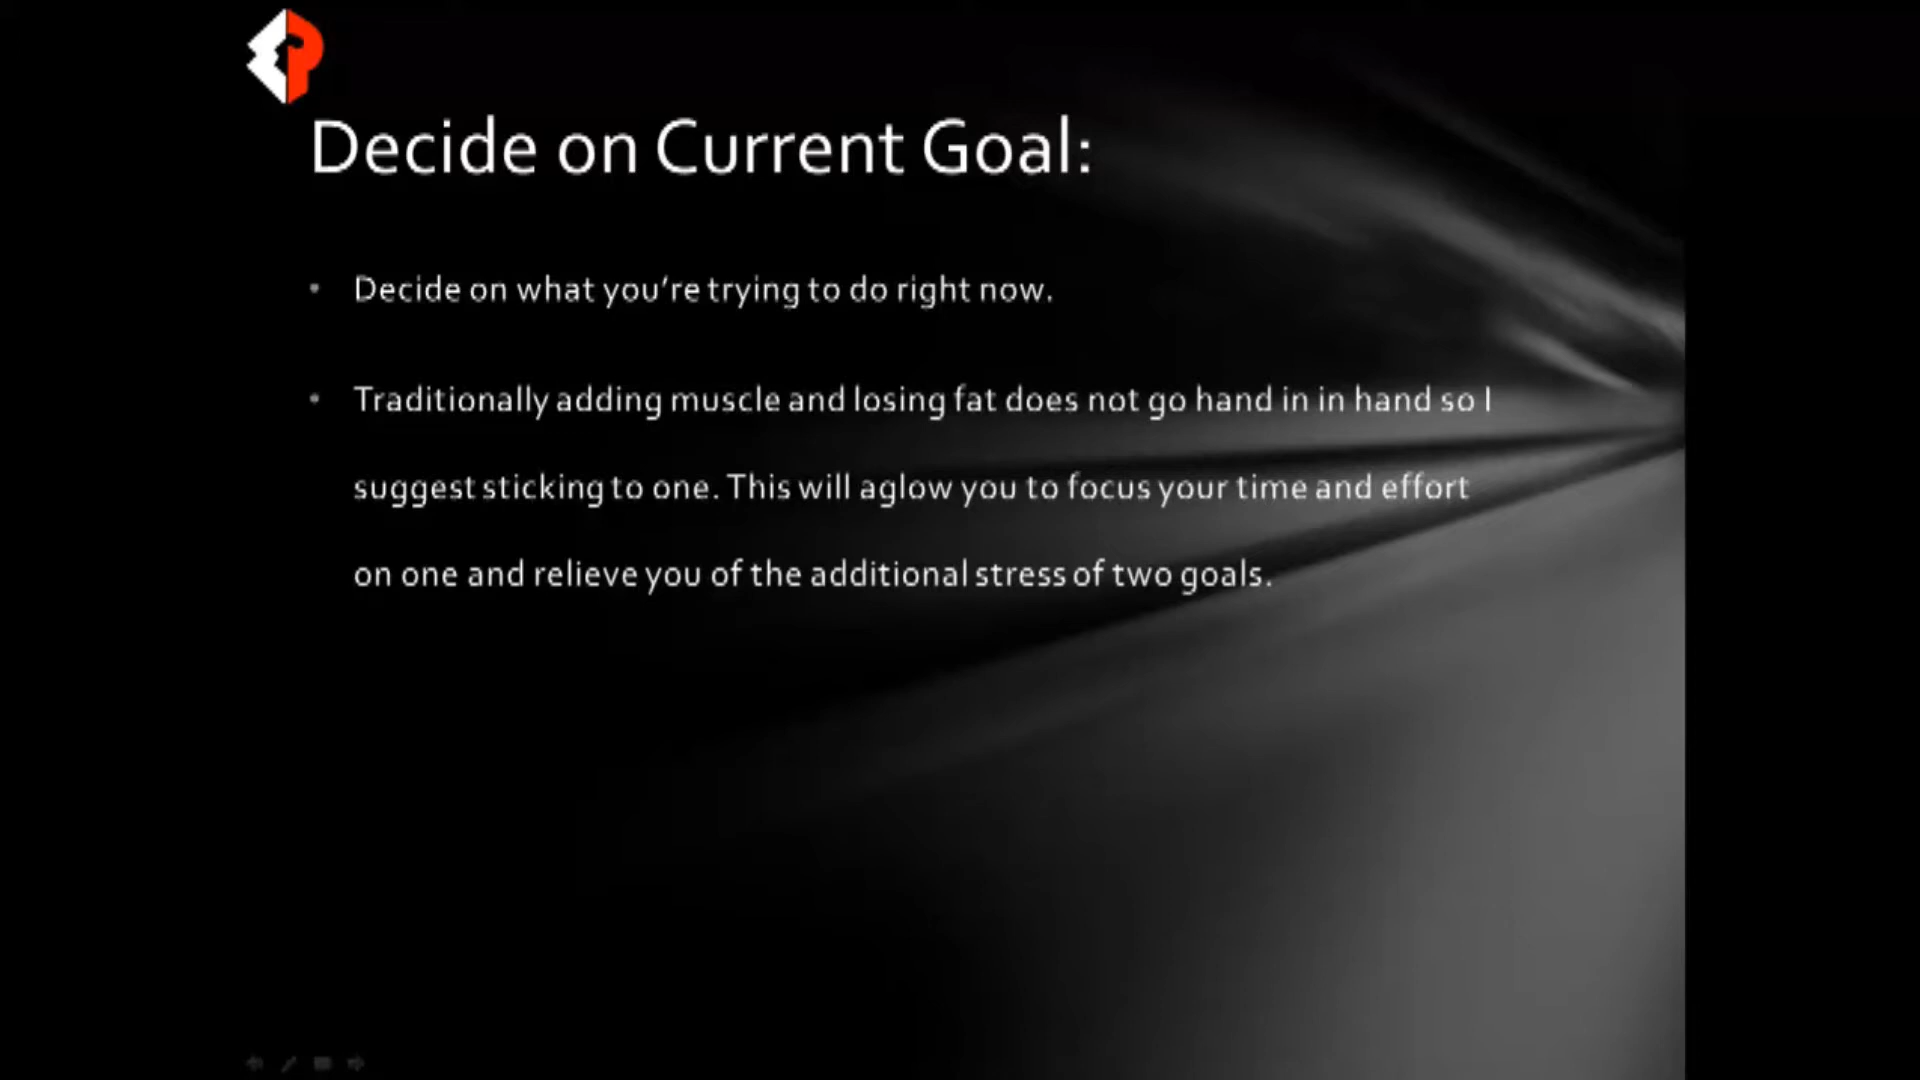 Decide on Current Goal:
• Decide on what you're trying to do right now.
• Traditionally adding muscle and losing fat does not go hand in in hand so I
suggest sticking to one. This will aglow you to focus your time and effort
on one and relieve you of the additional stress of two goals.